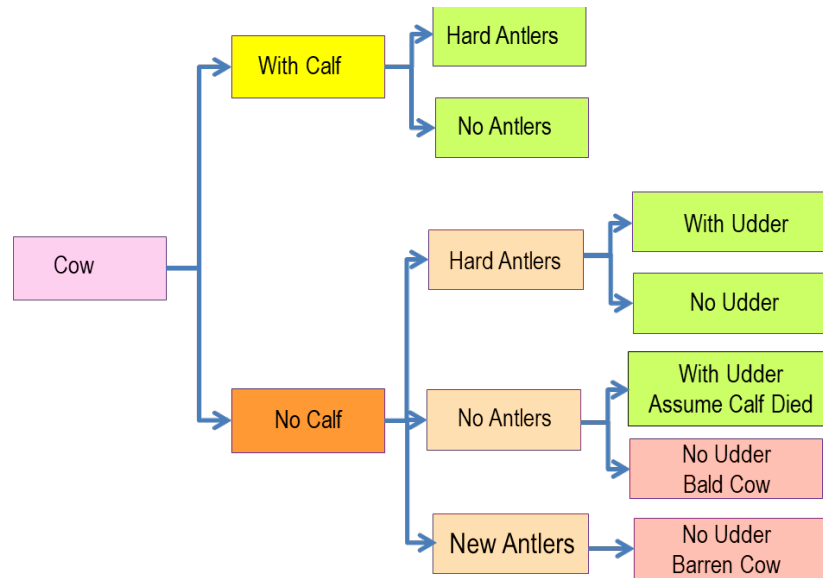 Cow
With Calf
Hard Antlers
No Antlers
No Calf
Hard Antlers
With Udder
No Udder
No Antlers
With Udder
Assume Calf Died
No Udder
Bald Cow
New Antlers
No Udder
Barren Cow